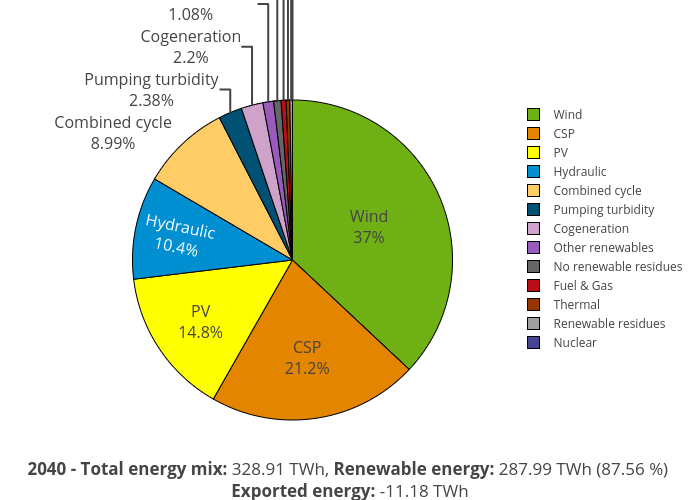 1.08%
Cogeneration
2.2%
Pumping turbidity
2.38%
Combined cycle
8.99%
Hydraulic
10.4%
Wind
37%
PV
14.8%
CSP
21.2%
Wind
CSP
PV
Hydraulic
Combined cycle
Pumping turbidity
Cogeneration
Other renewables
No renewable residues
Fuel & Gas
Thermal
Renewable residues
Nuclear
2040 - Total energy mix: 328.91 TWh, Renewable energy: 287.99 TWh (87.56 %)
Exported energy: -11.18 TWh